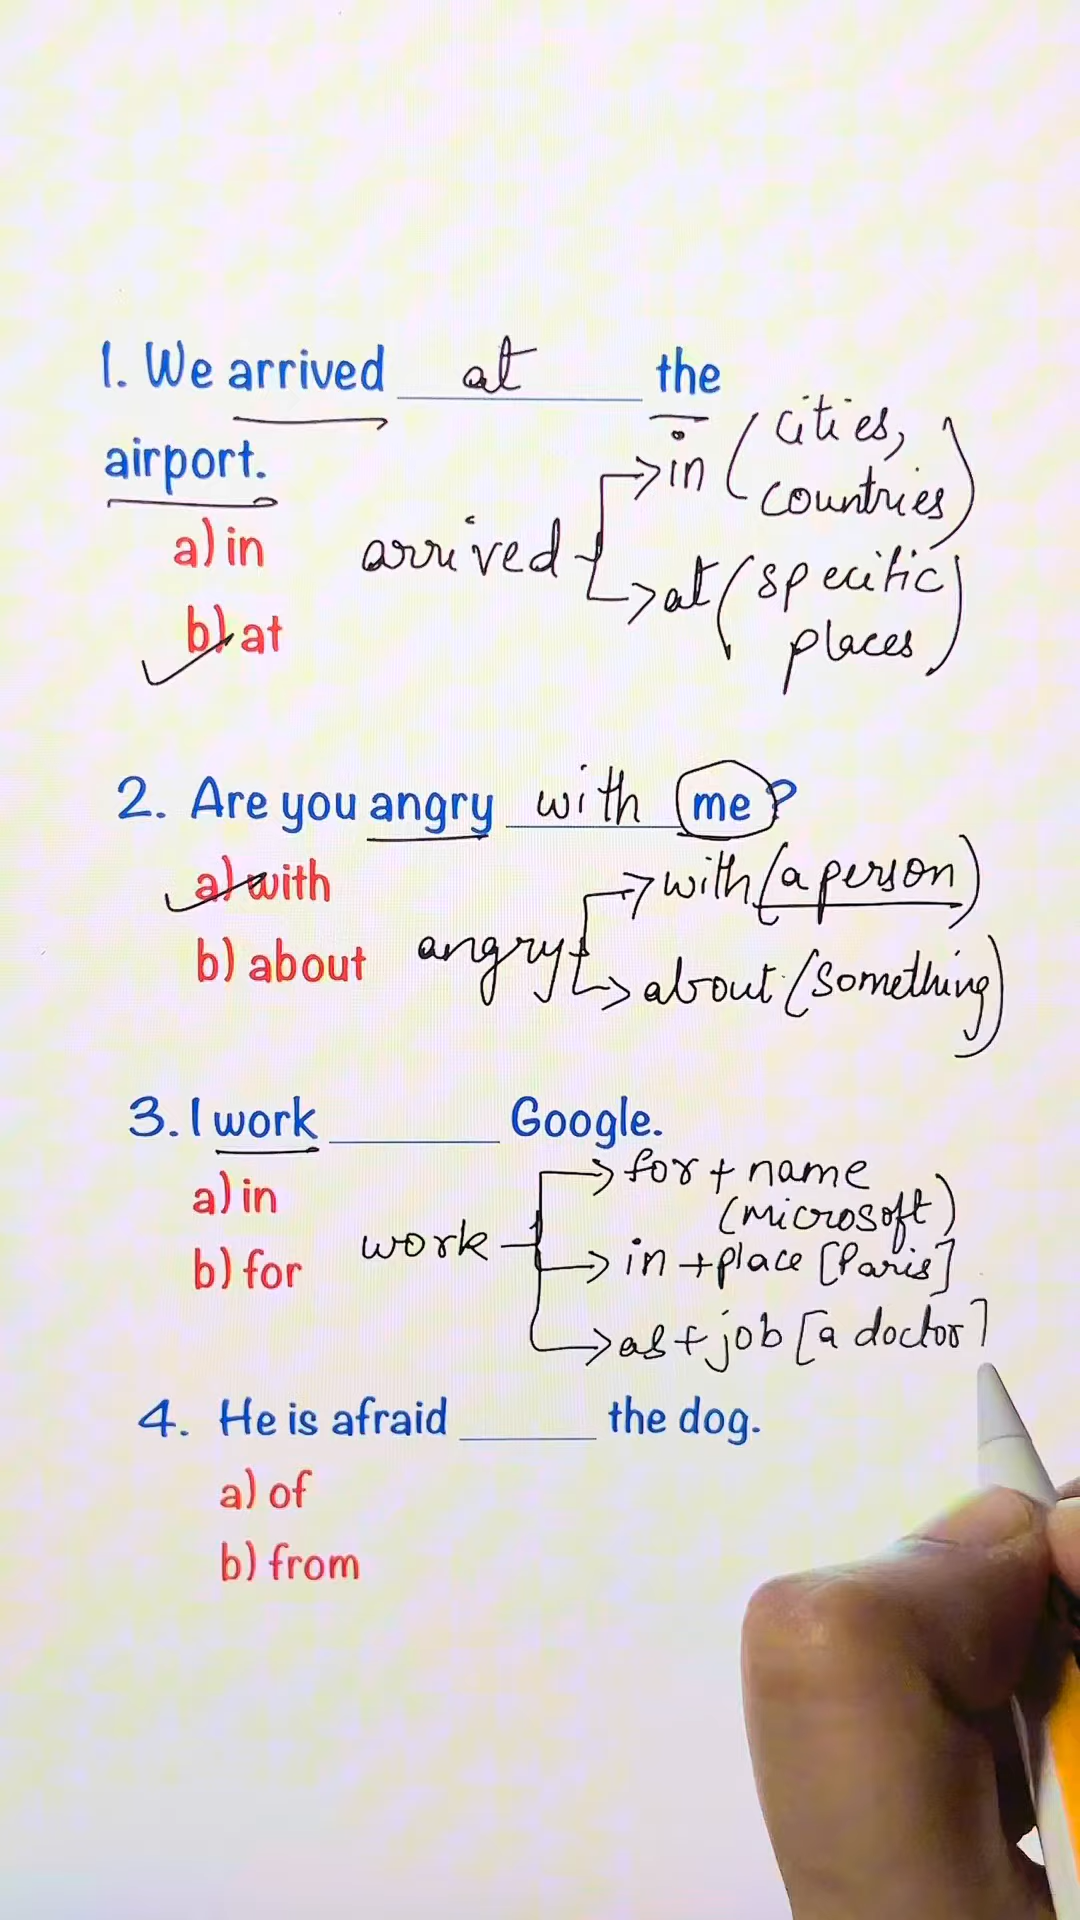 1. We arrived at the
airport.
a) in
b) at
arrived
in (cities,
countries)
at (specific
places)
2. Are you angry with me?
a) with
b) about
angry
with (a person)
about (something)
3. I work ______ Google.
a) in
b) for
work
for + name
(microsoft)
in + place [Paris]
as + job [a doctor]
4. He is afraid ______ the dog.
a) of
b) from